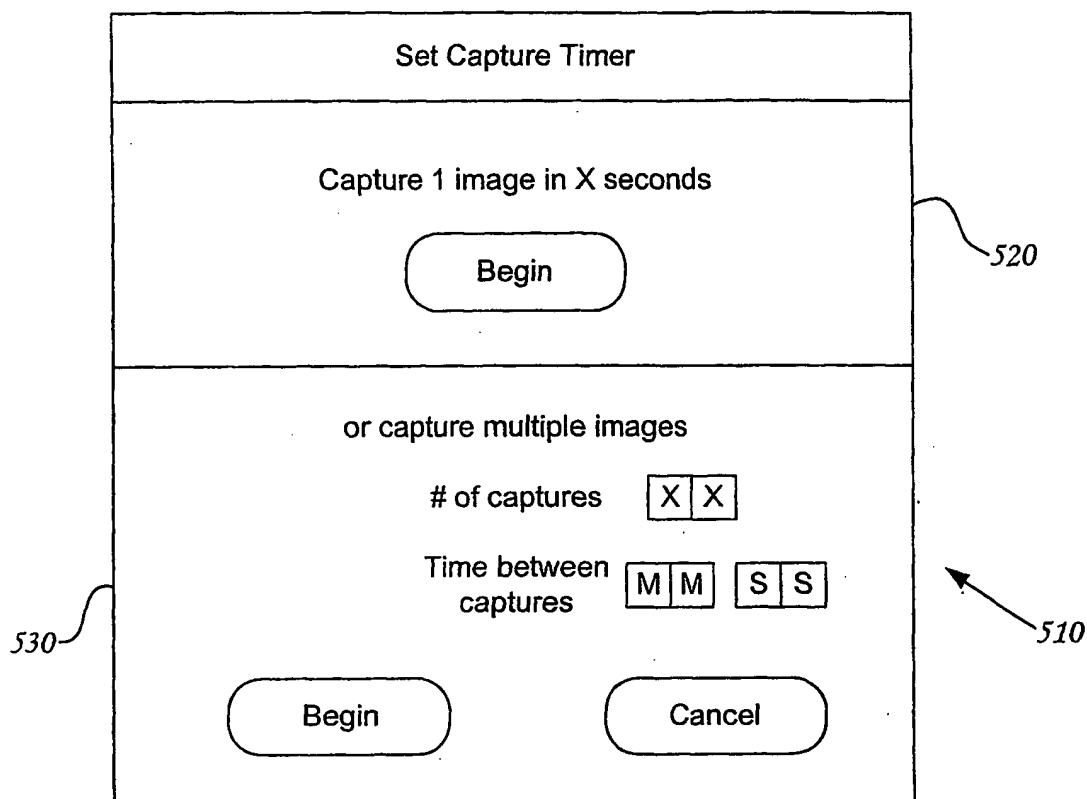 Set Capture Timer
Capture 1 image in X seconds
Begin
520
or capture multiple images
# of captures X X
Time between
captures M M S S
530
510
Begin Cancel